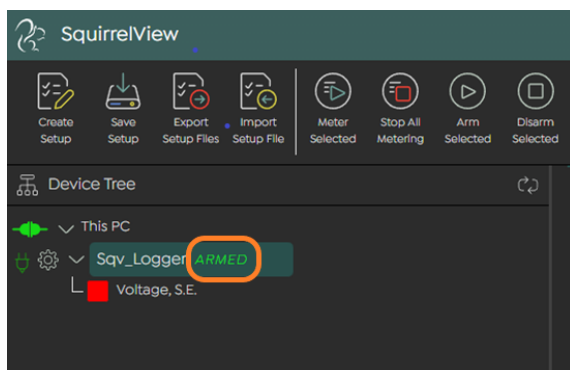 SquirrelView
Create Setup
Save Setup
Export Setup Files
Import Setup File
Meter Selected
Stop All Metering
Arm Selected
Disarm Selected
Device Tree
This PC
Sqv_Logger ARMED
Voltage, S.E.